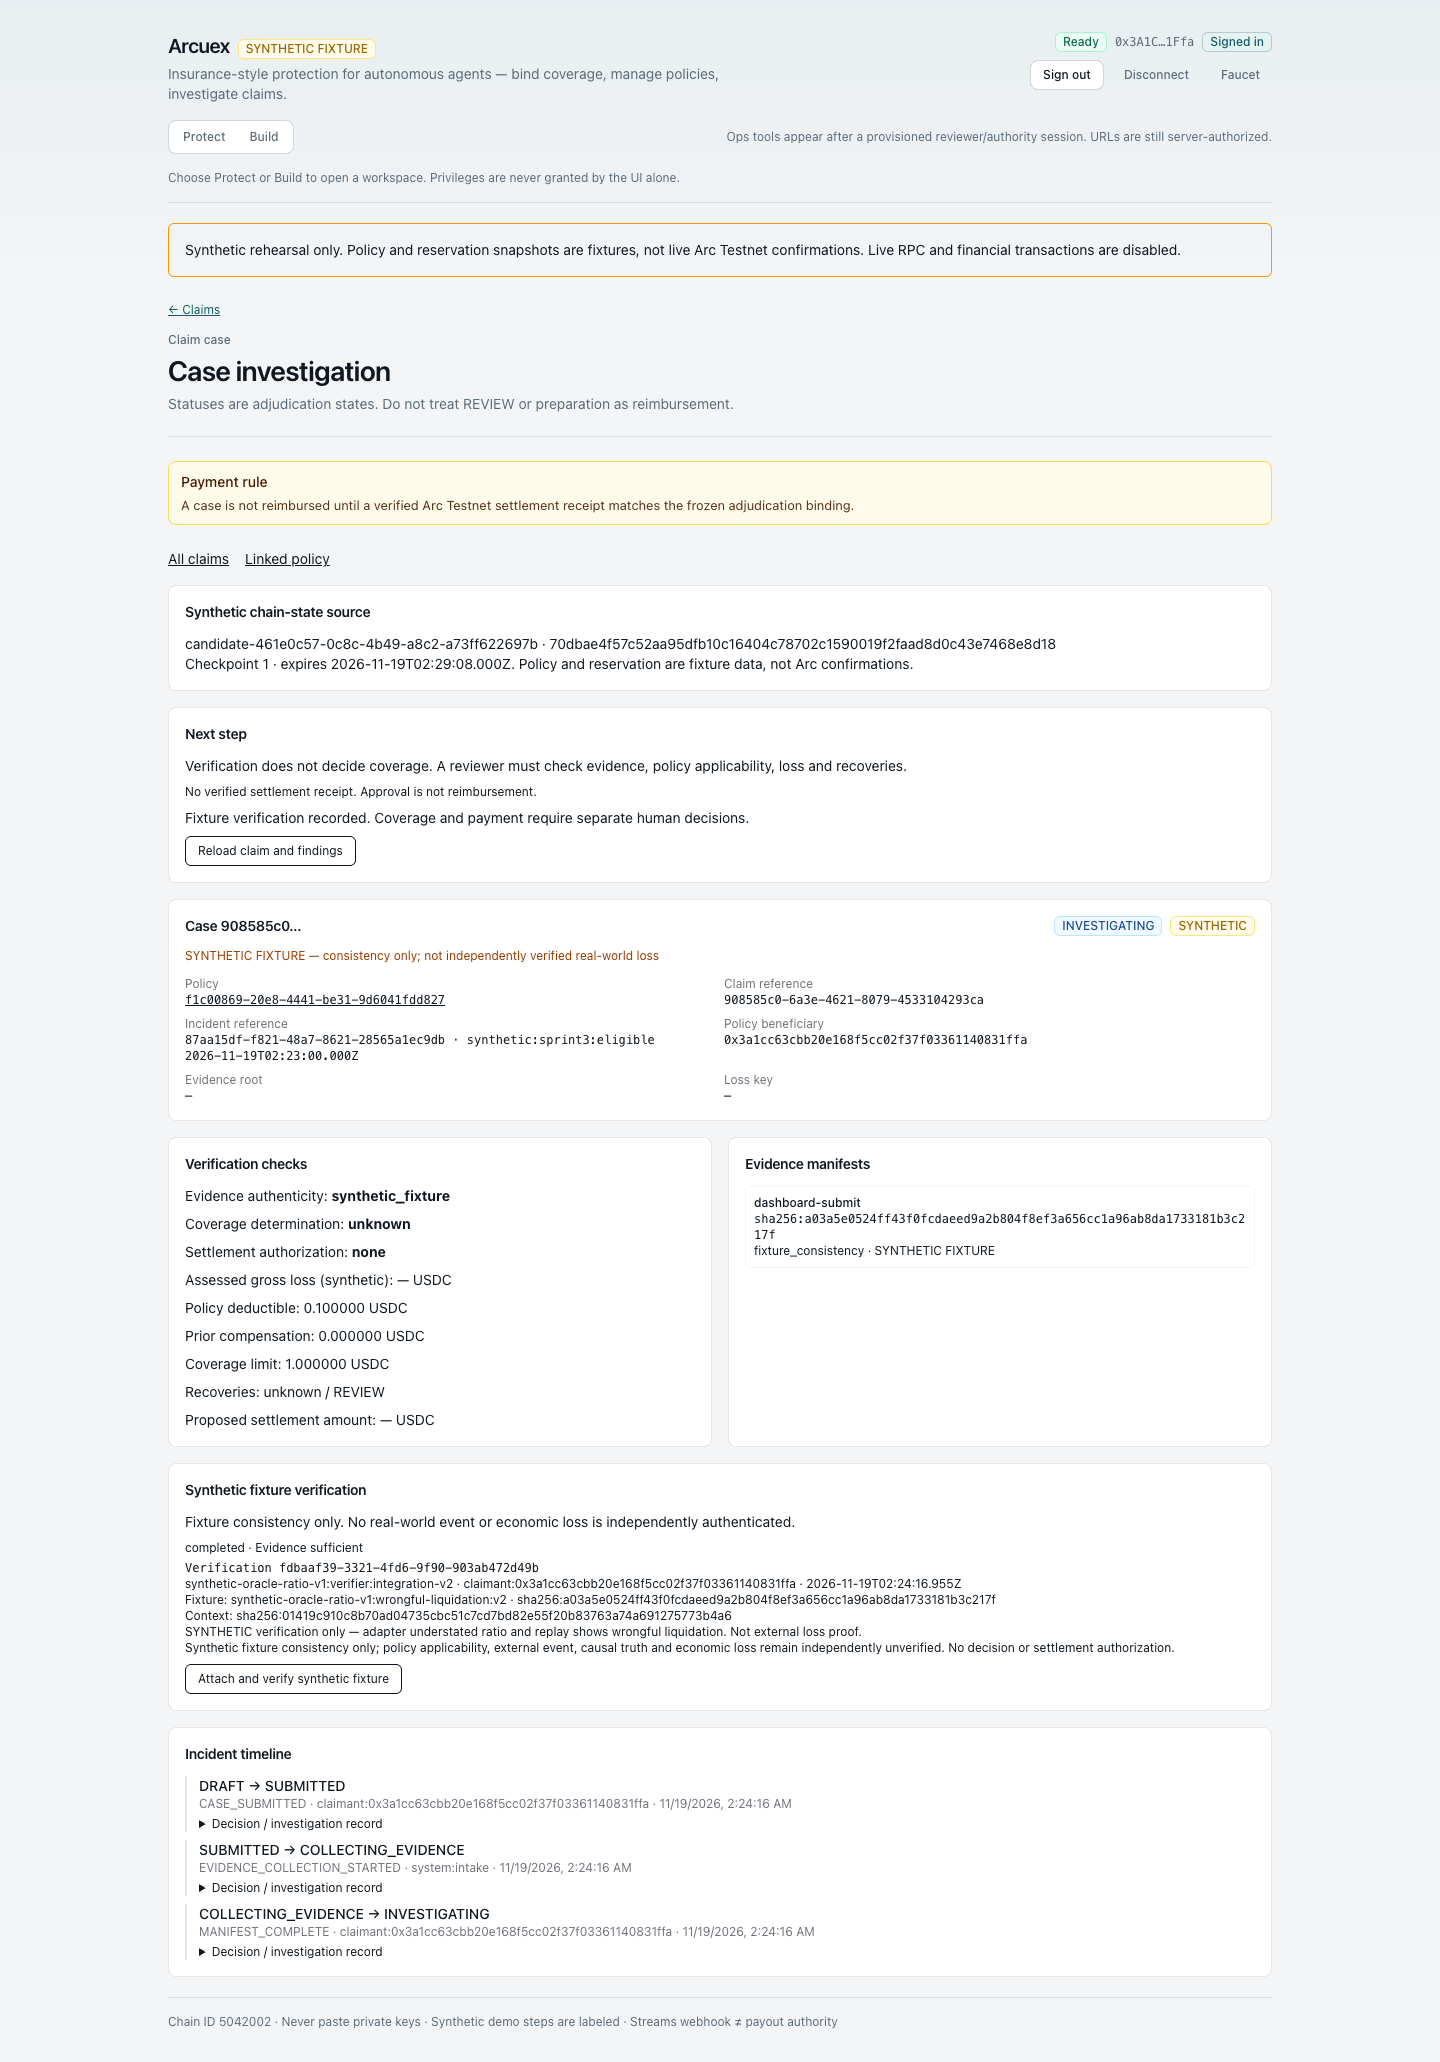 Arcuex SYNTHETIC FIXTURE
Ready 0x3A1C…1Ffa Signed in
Insurance-style protection for autonomous agents — bind coverage, manage policies,
investigate claims.
Sign out Disconnect Faucet
Protect Build
Ops tools appear after a provisioned reviewer/authority session. URLs are still server-authorized.
Choose Protect or Build to open a workspace. Privileges are never granted by the UI alone.
Synthetic rehearsal only. Policy and reservation snapshots are fixtures, not live Arc Testnet confirmations. Live RPC and financial transactions are disabled.
← Claims
Claim case
Case investigation
Statuses are adjudication states. Do not treat REVIEW or preparation as reimbursement.
Payment rule
A case is not reimbursed until a verified Arc Testnet settlement receipt matches the frozen adjudication binding.
All claims Linked policy
Synthetic chain-state source
candidate-461e0c57-0c8c-4b49-a8c2-a73ff622697b · 70dbae4f57c52aa95dfb10c16404c78702c1590019f2faad8d0c43e7468e8d18
Checkpoint 1 · expires 2026-11-19T02:29:08.000Z. Policy and reservation are fixture data, not Arc confirmations.
Next step
Verification does not decide coverage. A reviewer must check evidence, policy applicability, loss and recoveries.
No verified settlement receipt. Approval is not reimbursement.
Fixture verification recorded. Coverage and payment require separate human decisions.
Reload claim and findings
Case 908585c0…
INVESTIGATING SYNTHETIC
SYNTHETIC FIXTURE — consistency only; not independently verified real-world loss
Policy
f1c00869-20e8-4441-be31-9d6041fdd827
Claim reference
908585c0-6a3e-4621-8079-4533104293ca
Incident reference
87aa15df-f821-48a7-8621-28565a1ec9db · synthetic:sprint3:eligible
2026-11-19T02:23:00.000Z
Policy beneficiary
0x3a1cc63cbb20e168f5cc02f37f03361140831ffa
Evidence root
—
Loss key
—
Verification checks
Evidence authenticity: synthetic_fixture
Coverage determination: unknown
Settlement authorization: none
Assessed gross loss (synthetic): — USDC
Policy deductible: 0.100000 USDC
Prior compensation: 0.000000 USDC
Coverage limit: 1.000000 USDC
Recoveries: unknown / REVIEW
Proposed settlement amount: — USDC
Evidence manifests
dashboard-submit
sha256:a03a5e0524ff43f0fcdaeed9a2b804f8ef3a656cc1a96ab8da1733181b3c2
17f
fixture_consistency · SYNTHETIC FIXTURE
Synthetic fixture verification
Fixture consistency only. No real-world event or economic loss is independently authenticated.
completed · Evidence sufficient
Verification fdbaaf39-3321-4fd6-9f90-903ab472d49b
synthetic-oracle-ratio-v1:verifier:integration-v2 · claimant:0x3a1cc63cbb20e168f5cc02f37f03361140831ffa · 2026-11-19T02:24:16.955Z
Fixture: synthetic-oracle-ratio-v1:wrongful-liquidation:v2 · sha256:a03a5e0524ff43f0fcdaeed9a2b804f8ef3a656cc1a96ab8da1733181b3c217f
Context: sha256:01419c910c8b70ad04735cbc51c7cd7bd82e55f20b83763a74a691275773b4a6
SYNTHETIC verification only — adapter understated ratio and replay shows wrongful liquidation. Not external loss proof.
Synthetic fixture consistency only; policy applicability, external event, causal truth and economic loss remain independently unverified. No decision or settlement authorization.
Attach and verify synthetic fixture
Incident timeline
DRAFT → SUBMITTED
CASE_SUBMITTED · claimant:0x3a1cc63cbb20e168f5cc02f37f03361140831ffa · 11/19/2026, 2:24:16 AM
▶ Decision / investigation record
SUBMITTED → COLLECTING_EVIDENCE
EVIDENCE_COLLECTION_STARTED · system:intake · 11/19/2026, 2:24:16 AM
▶ Decision / investigation record
COLLECTING_EVIDENCE → INVESTIGATING
MANIFEST_COMPLETE · claimant:0x3a1cc63cbb20e168f5cc02f37f03361140831ffa · 11/19/2026, 2:24:16 AM
▶ Decision / investigation record
Chain ID 5042002 · Never paste private keys · Synthetic demo steps are labeled · Streams webhook ≠ payout authority